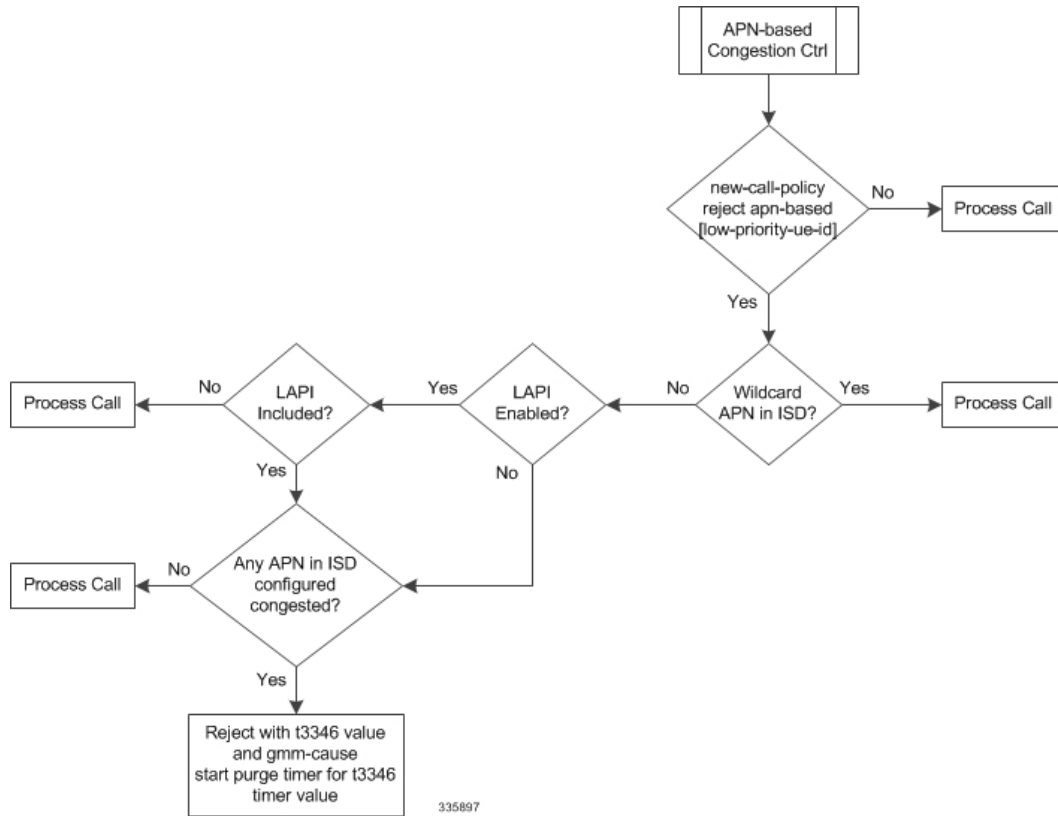 APN-based
Congestion Ctrl
new-call-policy
reject apn-based
[low-priority-ue-id]
No
Process Call
Yes
Wildcard
APN in ISD?
Yes
Process Call
No
LAPI
Enabled?
Yes
No
LAPI
Included?
No
Process Call
Yes
Any APN in ISD
configured
congested?
No
Process Call
Yes
Reject with t3346 value
and gmm-cause
start purge timer for t3346
timer value
335897